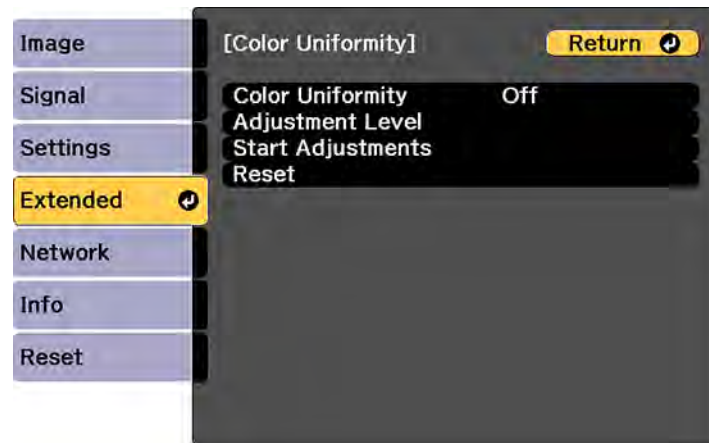 Image
Signal
Settings
Extended
Network
Info
Reset
[Color Uniformity] Return
Color Uniformity Off
Adjustment Level
Start Adjustments
Reset